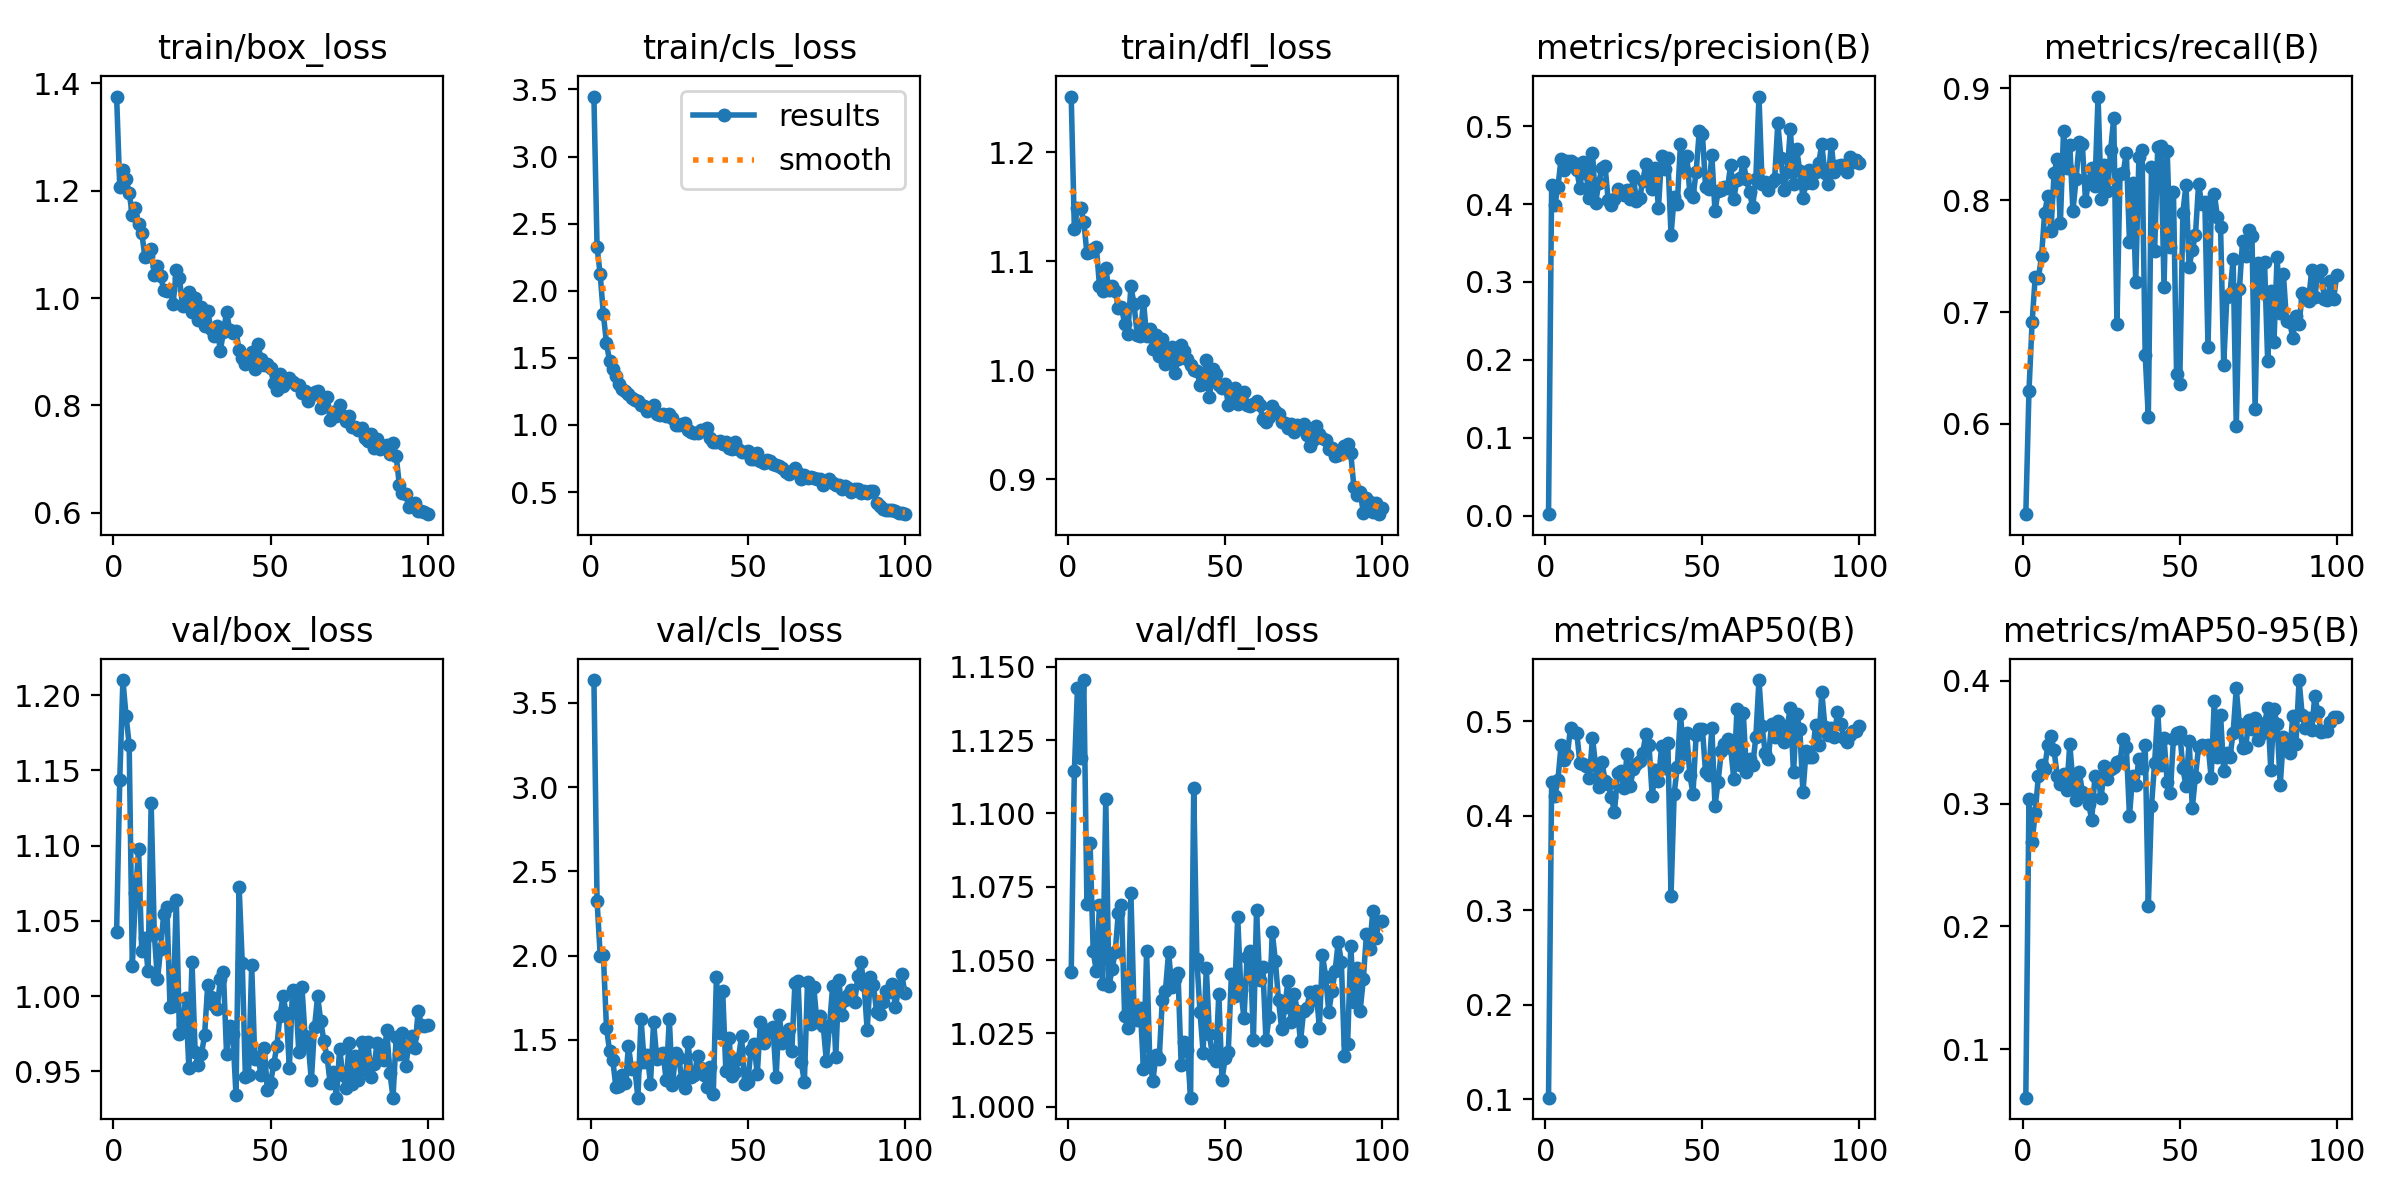 train/box_loss
1.4
1.2
1.0
0.8
0.6
0 50 100
train/cls_loss
3.5
3.0
2.5
2.0
1.5
1.0
0.5
0 50 100
results
smooth
train/dfl_loss
1.2
1.1
1.0
0.9
0 50 100
metrics/precision(B)
0.5
0.4
0.3
0.2
0.1
0.0
0 50 100
metrics/recall(B)
0.9
0.8
0.7
0.6
0 50 100
val/box_loss
1.20
1.15
1.10
1.05
1.00
0.95
0 50 100
val/cls_loss
3.5
3.0
2.5
2.0
1.5
0 50 100
val/dfl_loss
1.150
1.125
1.100
1.075
1.050
1.025
1.000
0 50 100
metrics/mAP50(B)
0.5
0.4
0.3
0.2
0.1
0 50 100
metrics/mAP50-95(B)
0.4
0.3
0.2
0.1
0 50 100